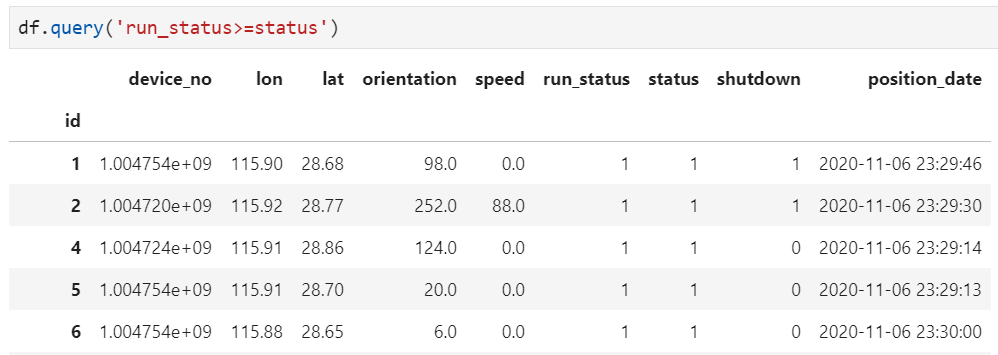 df.query('run_status>=status')
device_no lon lat orientation speed run_status status shutdown position_date
id
1 1.004754e+09 115.90 28.68 98.0 0.0 1 1 1 2020-11-06 23:29:46
2 1.004720e+09 115.92 28.77 252.0 88.0 1 1 1 2020-11-06 23:29:30
4 1.004724e+09 115.91 28.86 124.0 0.0 1 1 0 2020-11-06 23:29:14
5 1.004754e+09 115.91 28.70 20.0 0.0 1 1 0 2020-11-06 23:29:13
6 1.004754e+09 115.88 28.65 6.0 0.0 1 1 0 2020-11-06 23:30:00